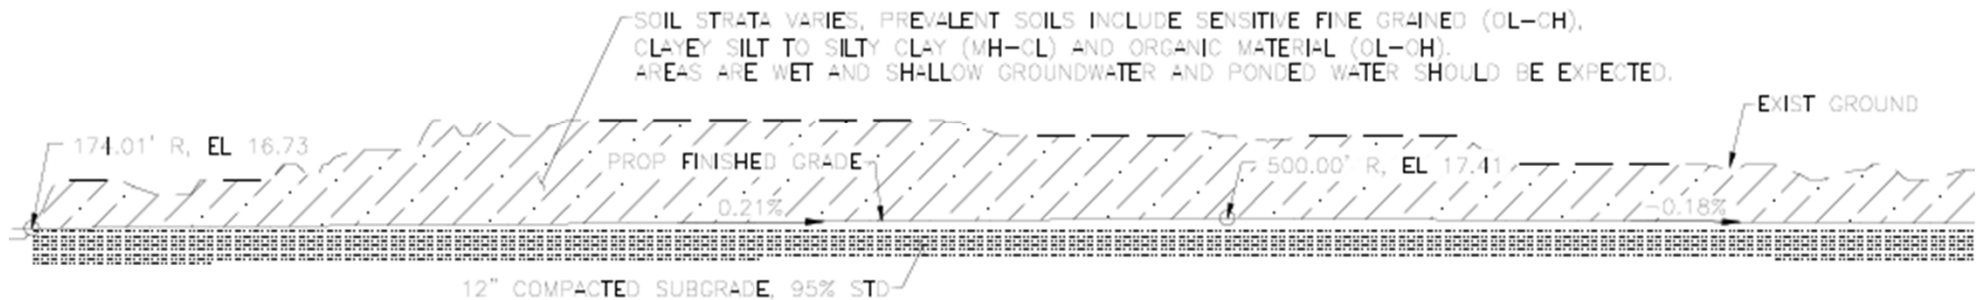 SOIL STRATA VARIES, PREVALENT SOILS INCLUDE SENSITIVE FINE GRAINED (OL-CH),
CLAYEY SILT TO SILTY CLAY (MH-CL) AND ORGANIC MATERIAL (OL-OH).
AREAS ARE WET AND SHALLOW GROUNDWATER AND PONDED WATER SHOULD BE EXPECTED.
EXIST GROUND
174.01' R, EL 16.73
PROP FINISHED GRADE
500.00' R, EL 17.41
0.21%
-0.18%
12" COMPACTED SUBGRADE, 95% STD